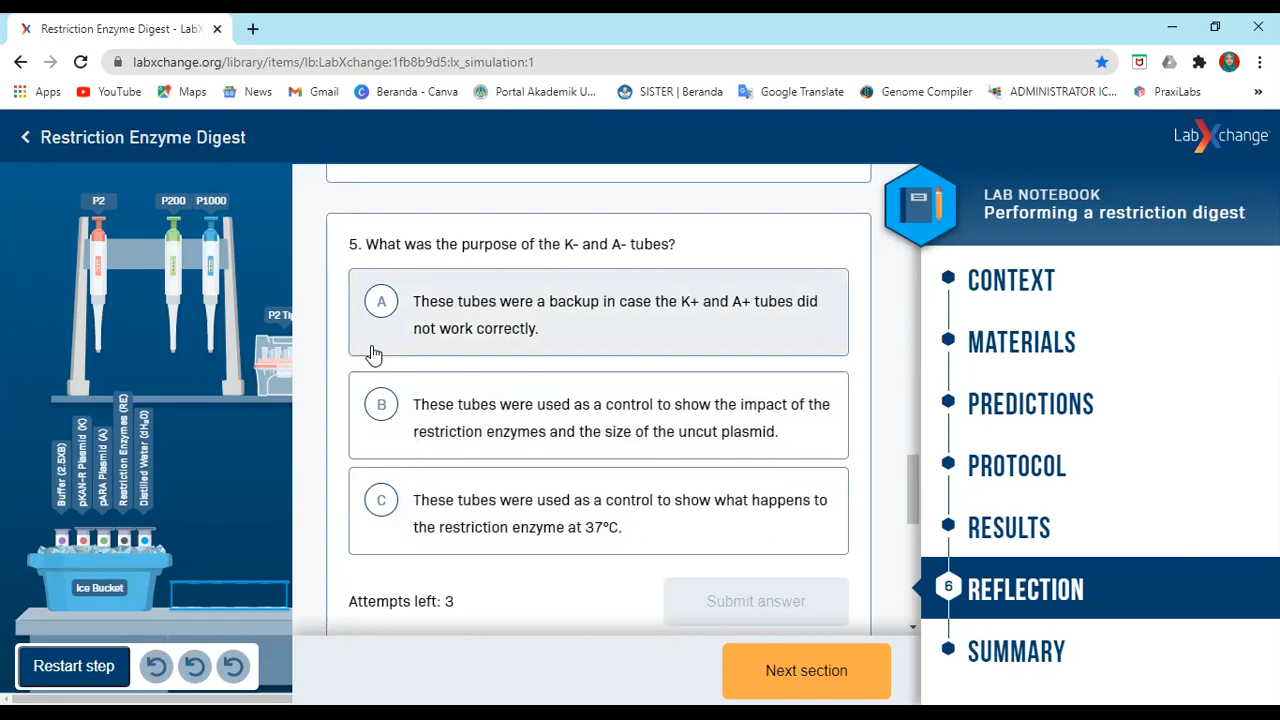 Restriction Enzyme Digest - LabX
labxchange.org/library/items/lb:LabXchange:1fb8b9d5:lx_simulation:1
Apps YouTube Maps News Gmail Beranda - Canva Portal Akademik U... SISTER | Beranda Google Translate Genome Compiler ADMINISTRATOR IC... PraxiLabs »
Restriction Enzyme Digest
LabXchange
P2 P200 P1000
P2 Ti
Buffer (2.5XB)
pKAN-R Plasmid (K)
pARA Plasmid (A)
Restriction Enzymes (RE)
Distilled Water (dH₂O)
Ice Bucket
Restart step
5. What was the purpose of the K- and A- tubes?
A These tubes were a backup in case the K+ and A+ tubes did
not work correctly.
B These tubes were used as a control to show the impact of the
restriction enzymes and the size of the uncut plasmid.
C These tubes were used as a control to show what happens to
the restriction enzyme at 37ºC.
Attempts left: 3
Submit answer
Next section
LAB NOTEBOOK
Performing a restriction digest
CONTEXT
MATERIALS
PREDICTIONS
PROTOCOL
RESULTS
6 REFLECTION
SUMMARY